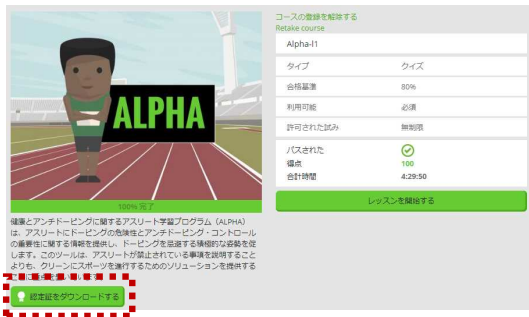 コースの登録を解除する
Retake course
Alpha-l1
タイプ クイズ
合格基準 80%
利用可能 必須
許可された試み 無制限
パスされた
得点 100
合計時間 4:29:50
レッスンを開始する
ALPHA
100% 完了
健康とアンチドーピングに関するアスリート学習プログラム（ALPHA）
は、アスリートにドーピングの危険性とアンチドーピング・コントロール
の重要性に関する情報を提供し、ドーピングを忌避する積極的な姿勢を促
します。このツールは、アスリートが禁止されている事項を説明すること
よりも、クリーンにスポーツを進行するためのソリューションを提供する
認定証をダウンロードする